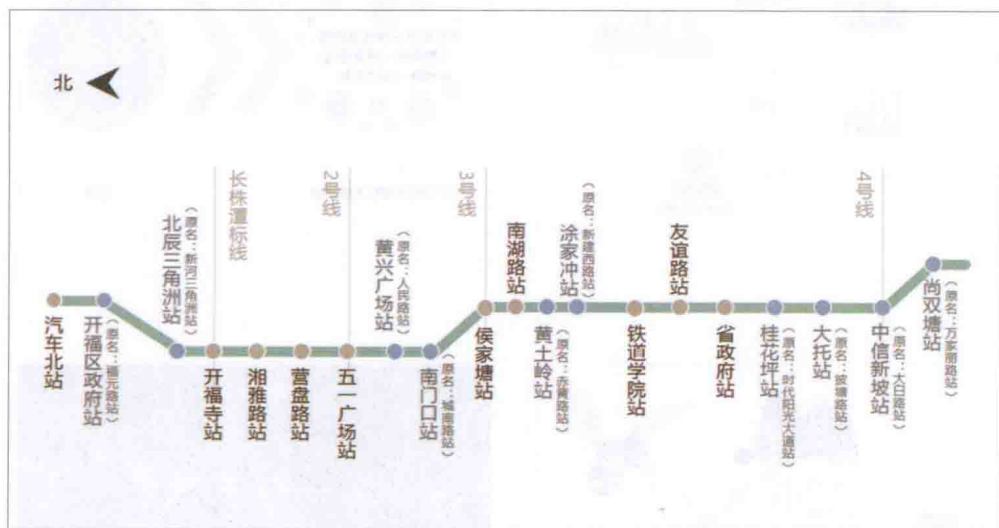 北
长株潭标线
2号线
3号线
4号线
汽车北站
开福区政府站
(原名:福元路站)
北辰三角洲站
(原名:新河三角洲站)
开福寺站
湘雅路站
营盘路站
五一广场站
黄兴广场站
(原名:人民路站)
南门口站
(原名:城南路站)
侯家塘站
南湖路站
黄土岭站
(原名:赤黄路站)
涂家冲站
(原名:新建西路站)
铁道学院站
友谊路站
省政府站
桂花坪站
(原名:时代阳光大道站)
大托站
(原名:披塘路站)
中信新坡站
(原名:大白路站)
尚双塘站
(原名:万家丽路站)